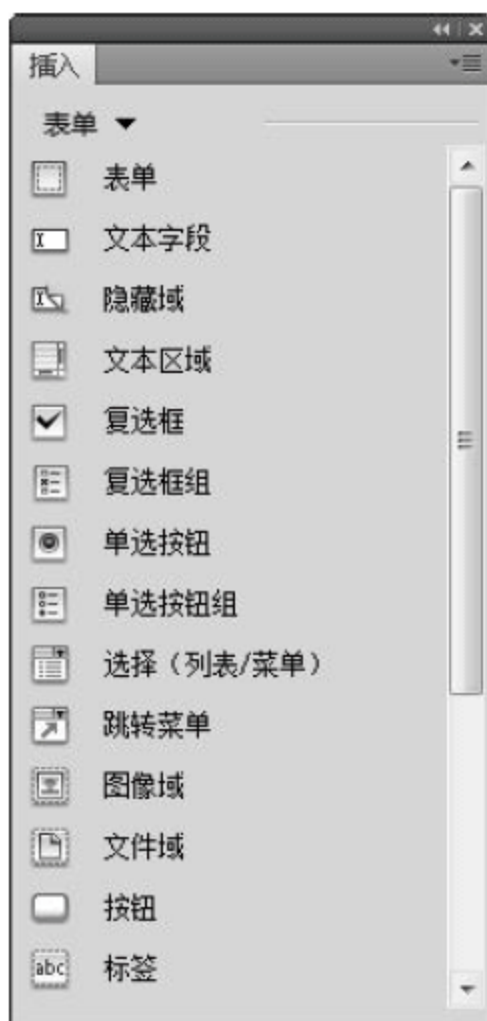 插入
表单
表单
文本字段
隐藏域
文本区域
复选框
复选框组
单选按钮
单选按钮组
选择（列表/菜单）
跳转菜单
图像域
文件域
按钮
abc 标签